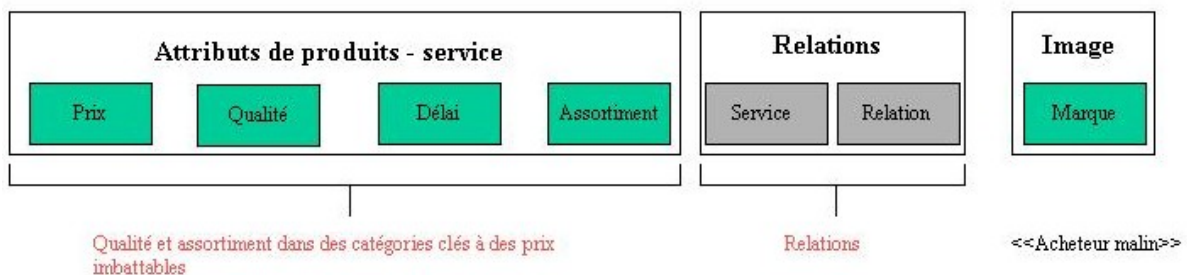 Attributs de produits - service
Prix
Qualité
Délai
Assortiment
Relations
Service
Relation
Image
Marque
Qualité et assortiment dans des catégories clés à des prix
imbattables
Relations
<<Acheteur malin>>